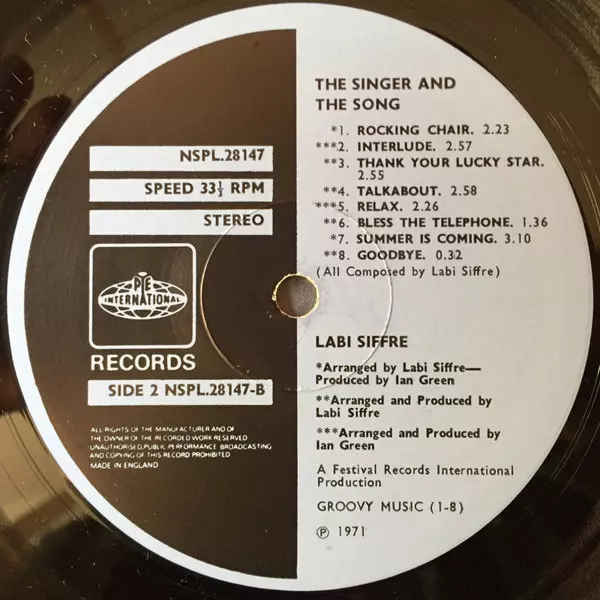 NSPL.28147
SPEED 33⅓ RPM
STEREO
PYE
INTERNATIONAL
RECORDS
SIDE 2 NSPL.28147-B
ALL RIGHTS OF THE MANUFACTURER AND OF
THE OWNER OF THE RECORDED WORK RESERVED
UNAUTHORISED PUBLIC PERFORMANCE BROADCASTING
AND COPYING OF THIS RECORD PROHIBITED
MADE IN ENGLAND
THE SINGER AND
THE SONG
*1. ROCKING CHAIR. 2.23
***2. INTERLUDE. 2.57
**3. THANK YOUR LUCKY STAR.
2.55
**4. TALKABOUT. 2.58
***5. RELAX. 2.26
**6. BLESS THE TELEPHONE. 1.36
*7. SUMMER IS COMING. 3.10
**8. GOODBYE. 0.32
(All Composed by Labi Siffre)
LABI SIFFRE
*Arranged by Labi Siffre—
Produced by Ian Green
**Arranged and Produced by
Labi Siffre
***Arranged and Produced by
Ian Green
A Festival Records International
Production
GROOVY MUSIC (1-8)
℗ 1971